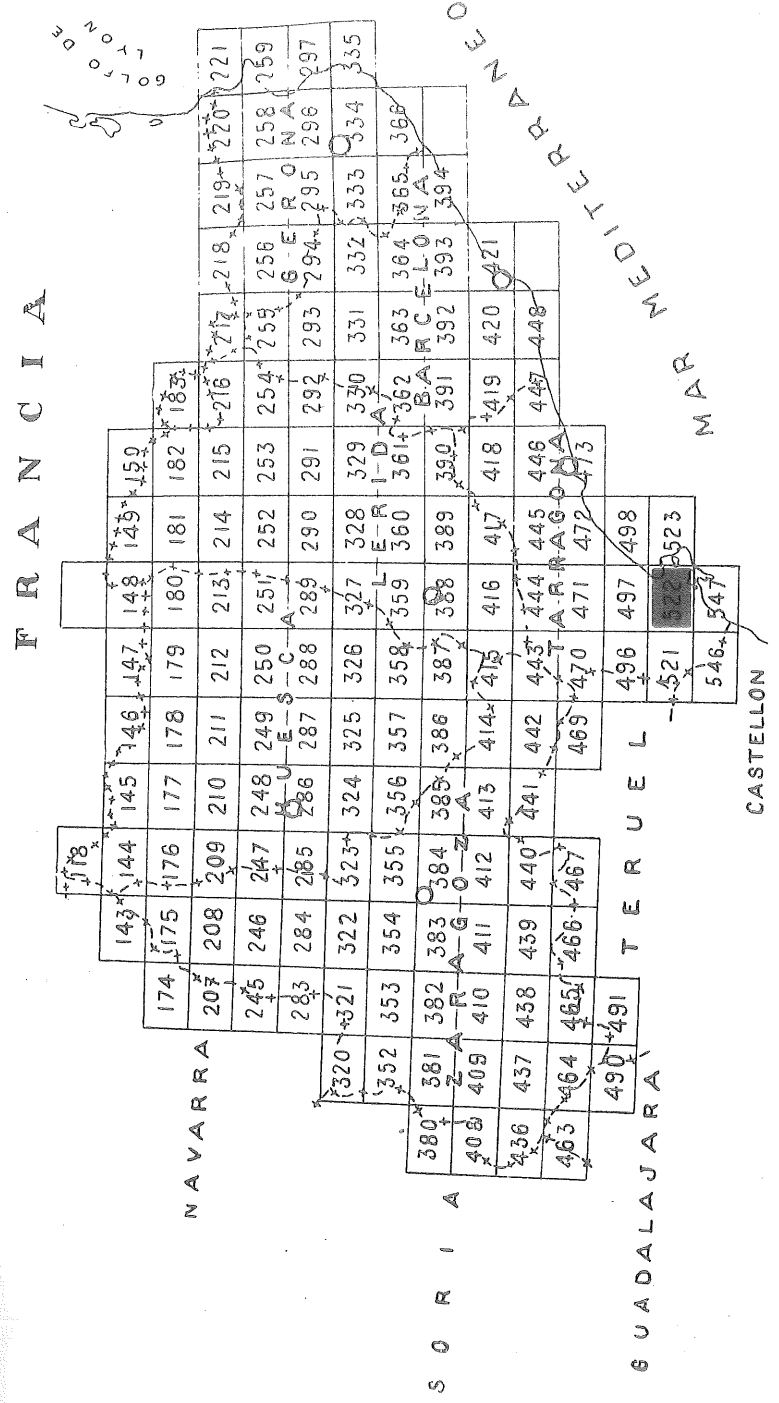 FRANCIA
GOLFO DE
LYON
118
143 144 145 146 147 148 149 159
174 175 176 177 178 179 180 181 182 183
NAVARRA
207 208 209 210 211 212 213 214 215 216 217 218 219 220 221
245 246 247 248 249 250 251 252 253 254 255 256 257 258 259
HUESCA GERONA
283 284 285 286 287 288 289 290 291 292 293 294 295 296 297
320 321 322 323 324 325 326 327 328 329 330 331 332 333 334 335
LERIDA
352 353 354 355 356 357 358 359 360 361 362 363 364 365 366
BARCELONA
SORIA
380 381 382 383 384 385 386 387 388 389 390 391 392 393 394
ZARAGOZA
408 409 410 411 412 413 414 415 416 417 418 419 420 421
436 437 438 439 440 441 442 443 444 445 446 447 448
TARRAGONA
463 464 465 466 467 469 470 471 472 473
490 491 496 497 498
GUADALAJARA TERUEL
521 522 523
546 547
CASTELLON
MAR MEDITERRANEO